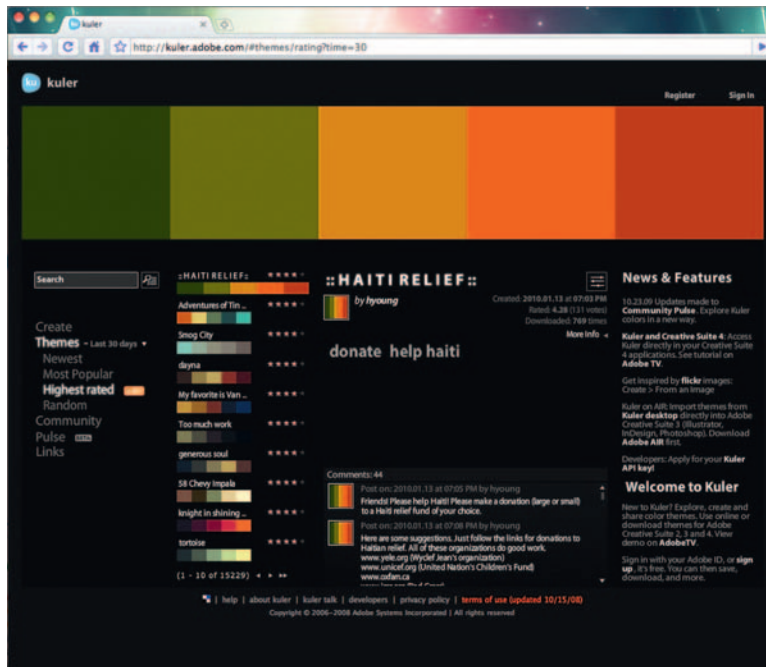 kuler
http://kuler.adobe.com/#themes/rating?time=30
ku kuler
Register Sign In
Search
Create
Themes - Last 30 days
Newest
Most Popular
Highest rated
Random
Community
Pulse BETA
Links
::HAITI RELIEF::
Adventures of Tin ...
Smog City
dayna
My favorite is Van ...
Too much work
generous soul
58 Chevy Impala
knight in shining ...
tortoise
(1 - 10 of 15229)
::HAITI RELIEF::
by hyoung
Created: 2010.01.13 at 07:03 PM
Rated: 4.28 (131 votes)
Downloaded: 769 times
More Info
donate help haiti
Comments: 44
Post on: 2010.01.13 at 07:05 PM by hyoung
Friends! Please help Haiti! Please make a donation (large or small)
to a Haiti relief fund of your choice.
Post on: 2010.01.13 at 07:08 PM by hyoung
Here are some suggestions. Just follow the links for donations to
Haitian relief. All of these organizations do good work.
www.yele.org (Wyclef Jean's organization)
www.unicef.org (United Nation's Children's Fund)
www.oxfam.ca
News & Features
10.23.09 Updates made to
Community Pulse. Explore Kuler
colors in a new way.
Kuler and Creative Suite 4: Access
Kuler directly in your Creative Suite
4 applications. See tutorial on
Adobe TV.
Get inspired by flickr images:
Create > From an Image
Kuler on AIR: Import themes from
Kuler desktop directly into Adobe
Creative Suite 3 (Illustrator,
InDesign, Photoshop). Download
Adobe AIR first.
Developers: Apply for your Kuler
API key!
Welcome to Kuler
New to Kuler? Explore, create and
share color themes. Use online or
download themes for Adobe
Creative Suite 2, 3 and 4. View
demo on AdobeTV.
Sign in with your Adobe ID, or sign
up, it's free. You can then save,
download, and more.
| help | about kuler | kuler talk | developers | privacy policy | terms of use (updated 10/15/08)
Copyright © 2006-2008 Adobe Systems Incorporated | All rights reserved